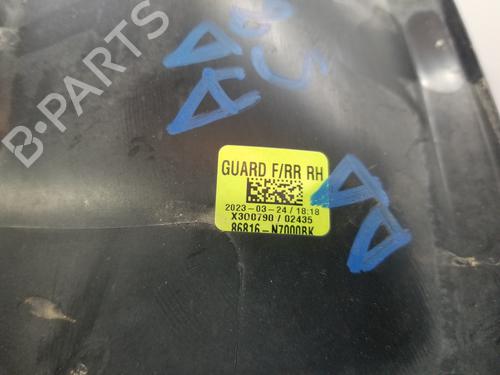 B-PARTS
GUARD F/RR RH
2023-03-24 / 18:18
X300790 / 02435
86816-N7000BK